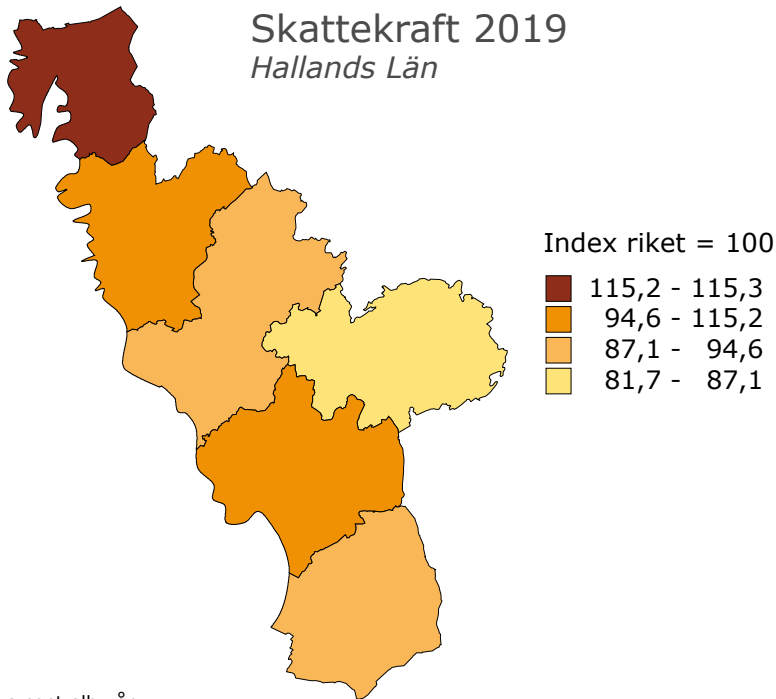 Skattekraft 2019
Hallands Län
Index riket = 100
115,2 - 115,3
94,6 - 115,2
87,1 - 94,6
81,7 - 87,1